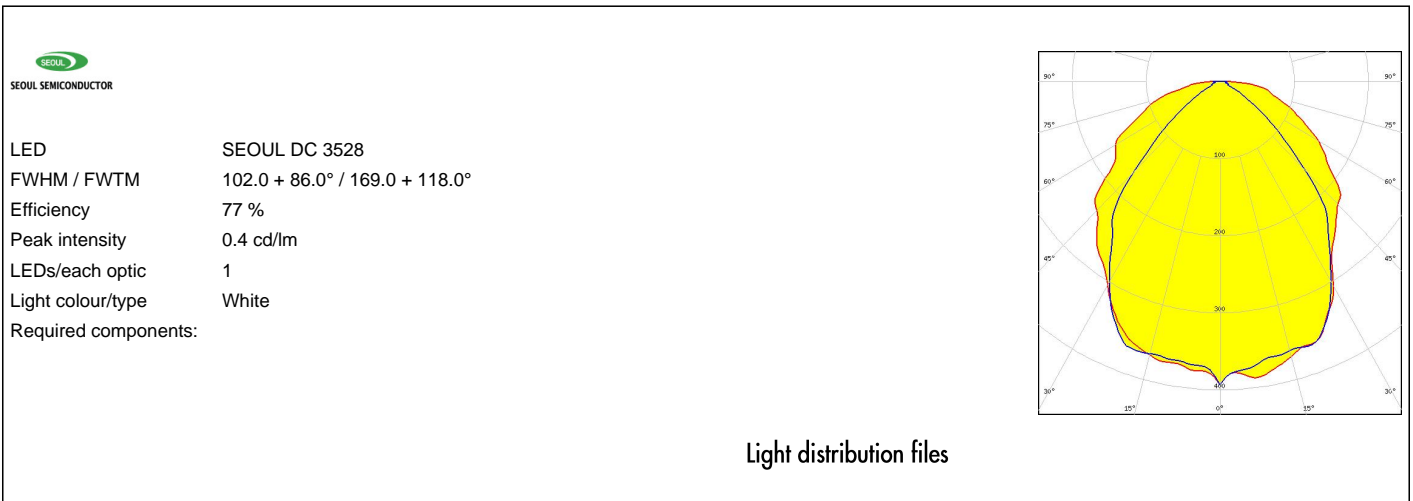 SEOUL
SEOUL SEMICONDUCTOR
LED SEOUL DC 3528
FWHM / FWTM 102.0 + 86.0° / 169.0 + 118.0°
Efficiency 77 %
Peak intensity 0.4 cd/lm
LEDs/each optic 1
Light colour/type White
Required components:
90° 90°
75° 75°
100
60° 60°
200
45° 45°
300
400
30° 30°
15° 0° 15°
Light distribution files